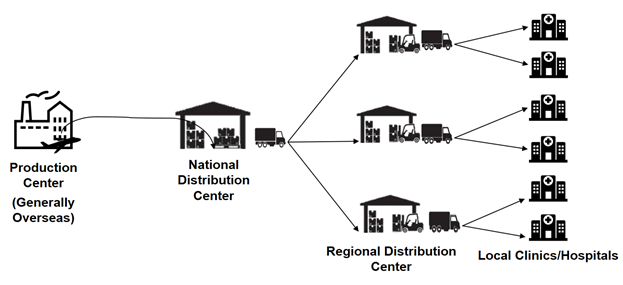 Production
Center
(Generally
Overseas)
National
Distribution
Center
Regional Distribution
Center
Local Clinics/Hospitals